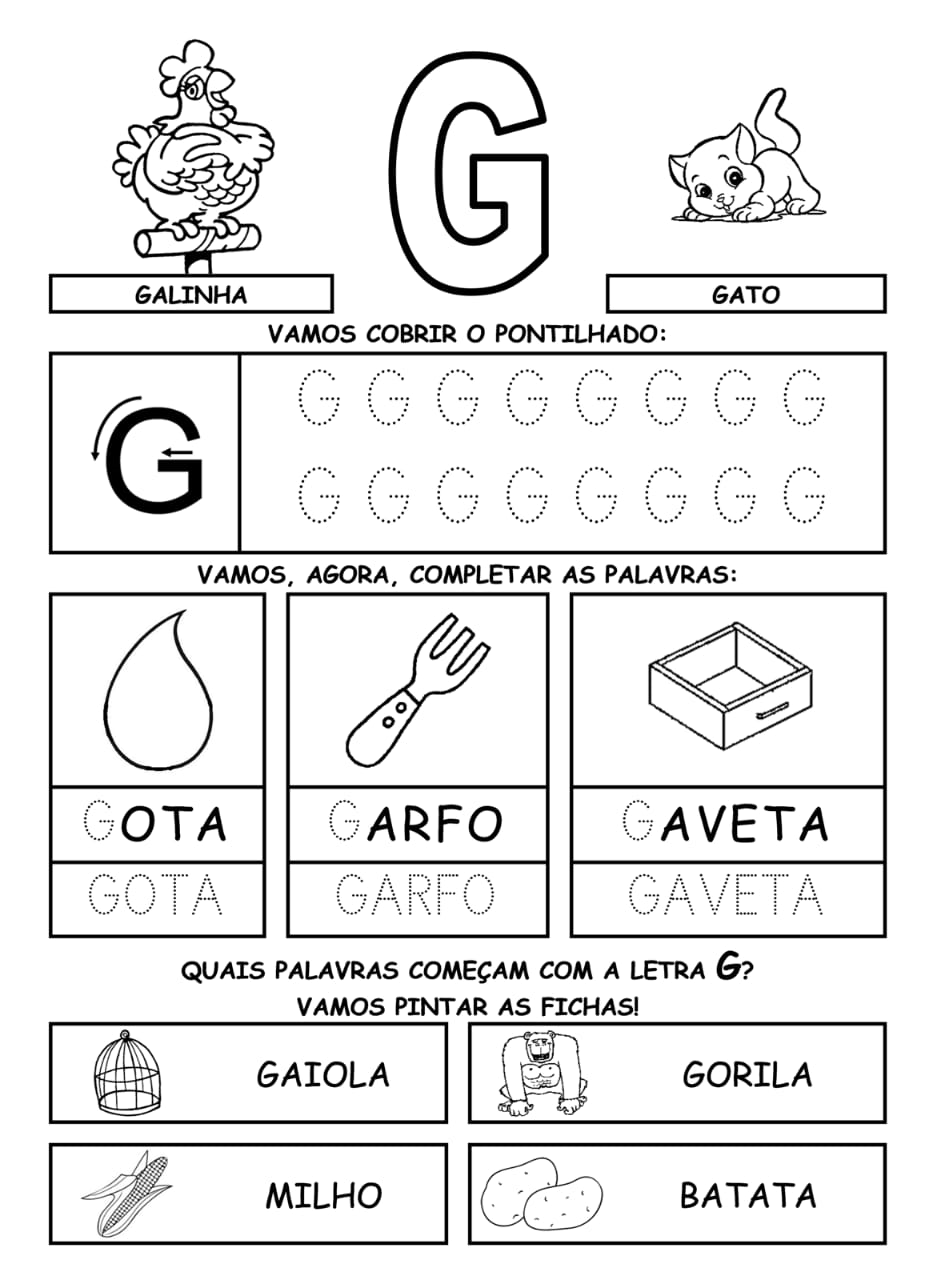 G
GALINHA
GATO
VAMOS COBRIR O PONTILHADO:
G
G G G G G G G G
G G G G G G G G
VAMOS, AGORA, COMPLETAR AS PALAVRAS:
GOTA GARFO GAVETA
GOTA GARFO GAVETA
QUAIS PALAVRAS COMEÇAM COM A LETRA G?
VAMOS PINTAR AS FICHAS!
GAIOLA
GORILA
MILHO
BATATA